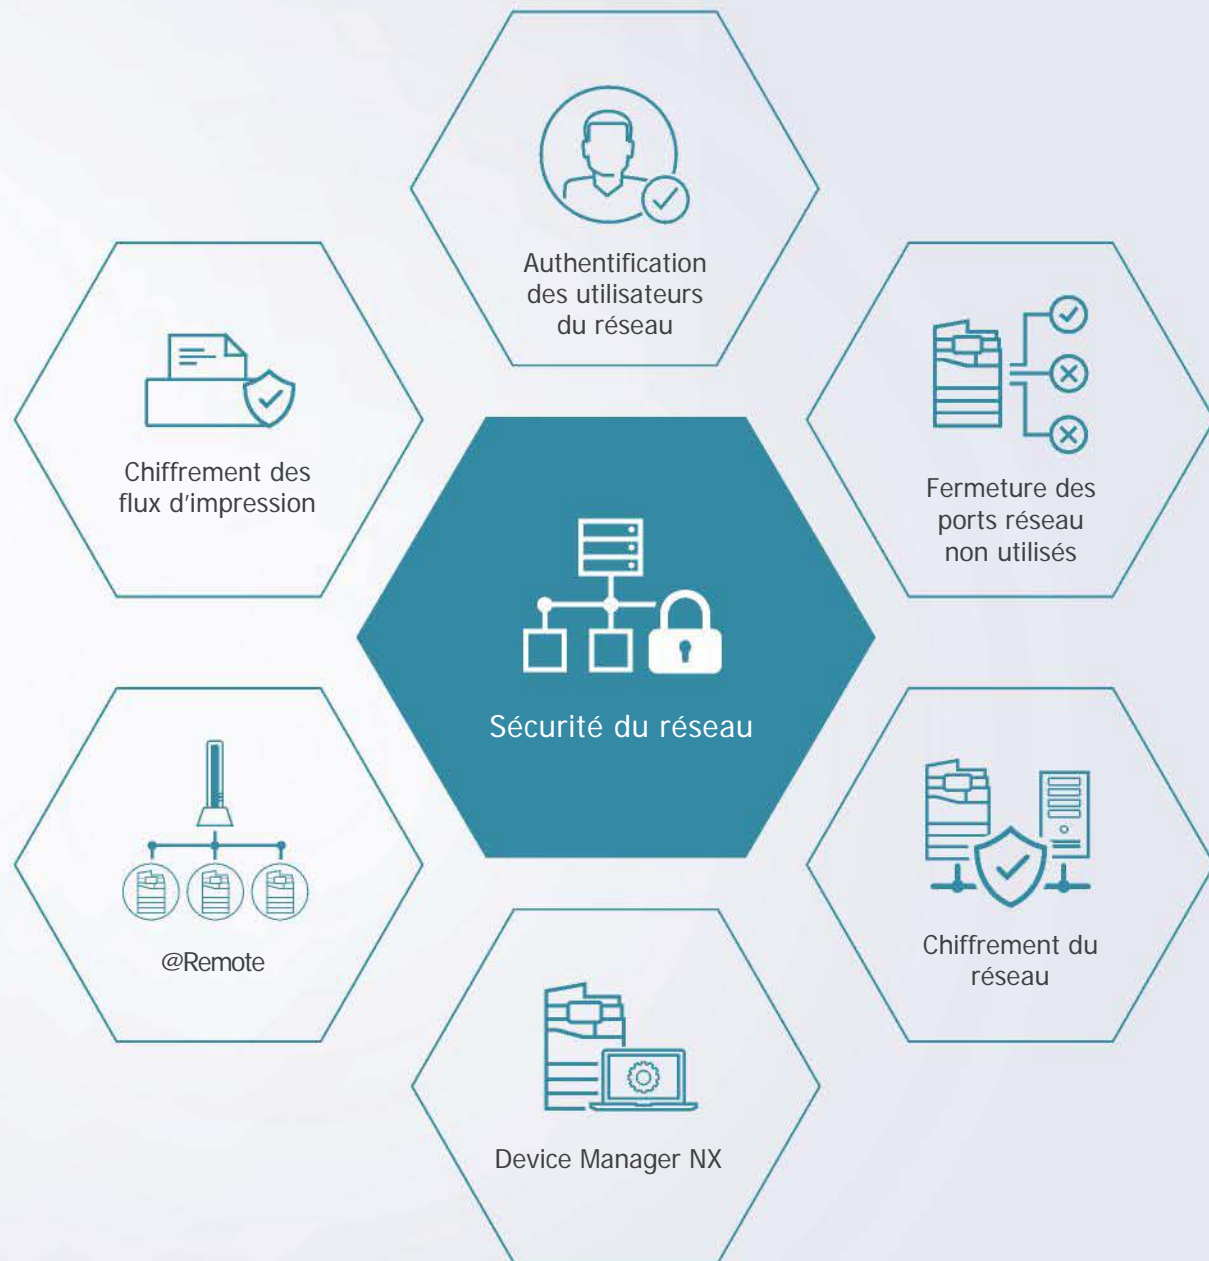 Authentification
des utilisateurs
du réseau
Chiffrement des
flux d'impression
Fermeture des
ports réseau
non utilisés
Sécurité du réseau
@Remote
Chiffrement du
réseau
Device Manager NX